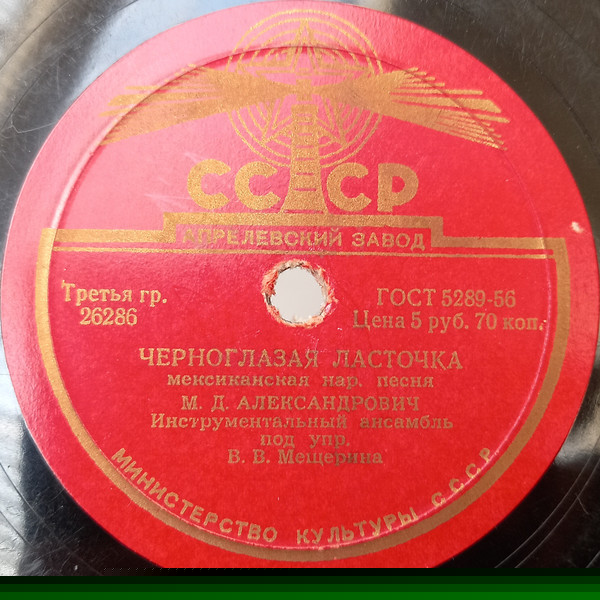 СССР
АПРЕЛЕВСКИЙ ЗАВОД
Третья гр.
26286
ГОСТ 5289-56
Цена 5 руб. 70 коп.
ЧЕРНОГЛАЗАЯ ЛАСТОЧКА
мексиканская нар. песня
М. Д. АЛЕКСАНДРОВИЧ
Инструментальный ансамбль
под упр.
В. В. Мещерина
МИНИСТЕРСТВО КУЛЬТУРЫ СССР